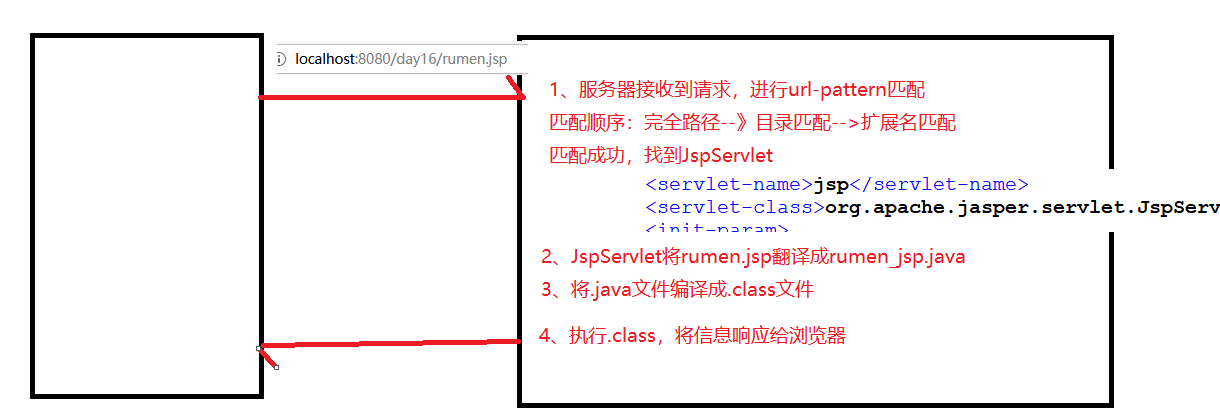 localhost:8080/day16/rumen.jsp
1、服务器接收到请求，进行url-pattern匹配
匹配顺序：完全路径--》目录匹配-->扩展名匹配
匹配成功，找到JspServlet
<servlet-name>jsp</servlet-name>
<servlet-class>org.apache.jasper.servlet.JspServ
<init-param>
2、JspServlet将rumen.jsp翻译成rumen_jsp.java
3、将.java文件编译成.class文件
4、执行.class，将信息响应给浏览器